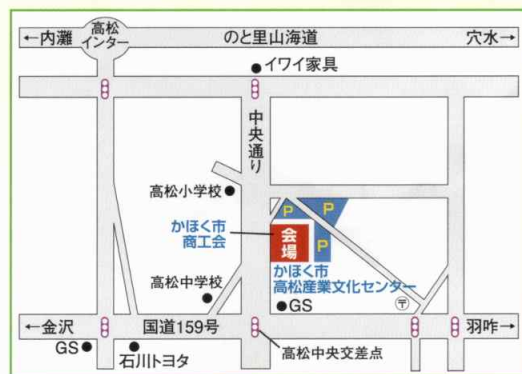 ←内灘
高松
インター
のと里山海道
穴水→
イワイ家具
中央通り
高松小学校
P
P
かほく市
商工会
会場
P
かほく市
高松産業文化センター
高松中学校
GS
〒
←金沢
国道159号
羽咋→
GS
石川トヨタ
高松中央交差点